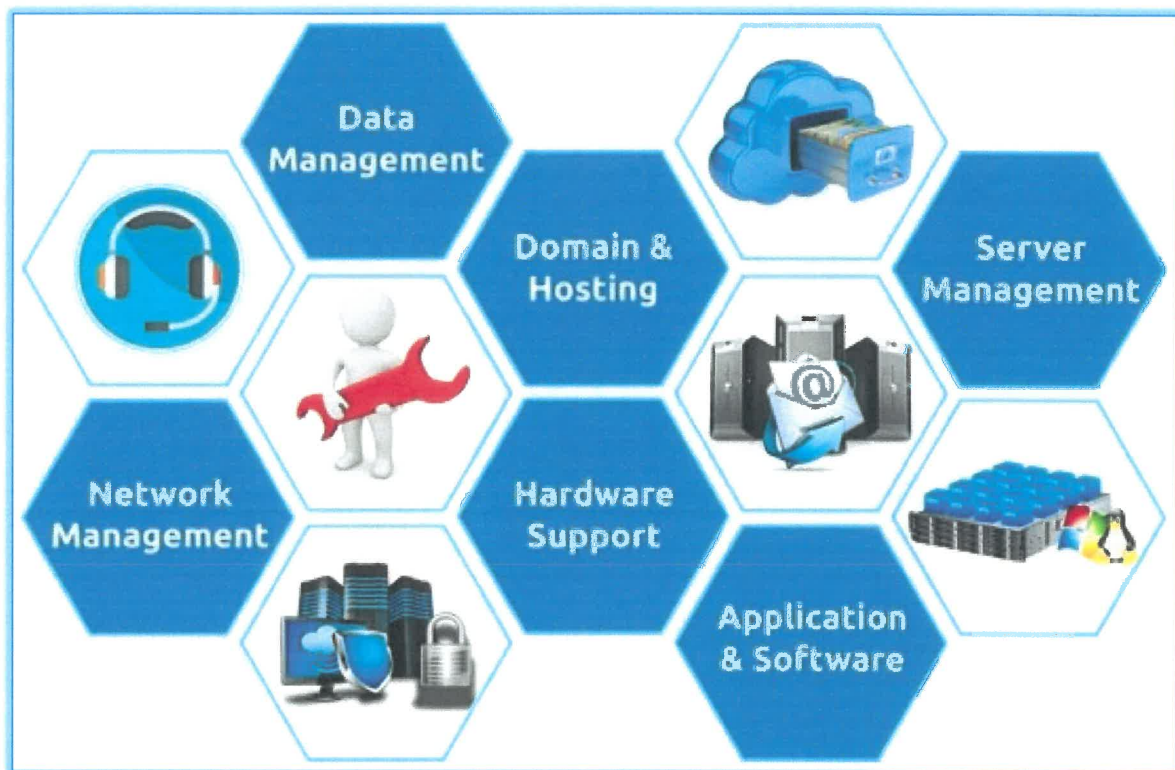 Data
Management
Domain &
Hosting
Server
Management
Network
Management
Hardware
Support
Application
& Software
@